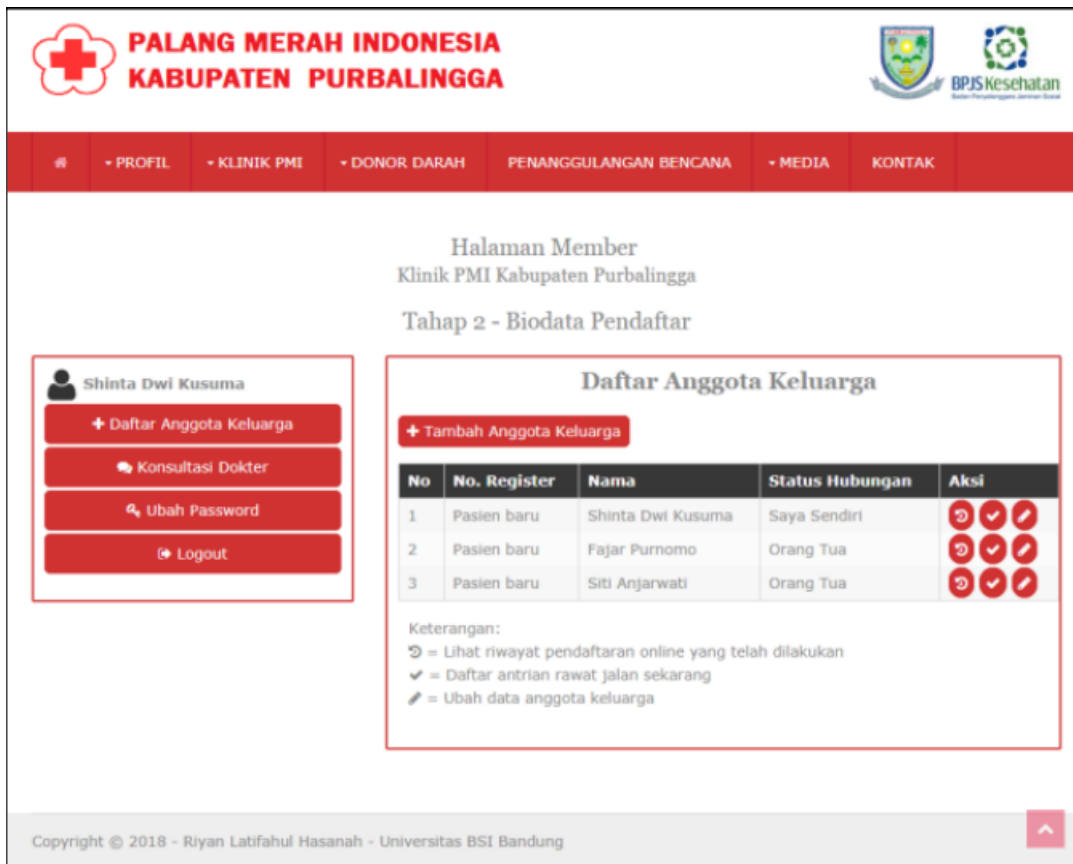 PALANG MERAH INDONESIA
KABUPATEN PURBALINGGA
BPJS Kesehatan
Badan Penyelenggara Jaminan Sosial
PROFIL KLINIK PMI DONOR DARAH PENANGGULANGAN BENCANA MEDIA KONTAK
Halaman Member
Klinik PMI Kabupaten Purbalingga
Tahap 2 - Biodata Pendaftar
Shinta Dwi Kusuma
+ Daftar Anggota Keluarga
Konsultasi Dokter
Ubah Password
Logout
Daftar Anggota Keluarga
+ Tambah Anggota Keluarga
No No. Register Nama Status Hubungan Aksi
1 Pasien baru Shinta Dwi Kusuma Saya Sendiri
2 Pasien baru Fajar Purnomo Orang Tua
3 Pasien baru Siti Anjarwati Orang Tua
Keterangan:
= Lihat riwayat pendaftaran online yang telah dilakukan
✔ = Daftar antrian rawat jalan sekarang
= Ubah data anggota keluarga
Copyright © 2018 - Riyan Latifahul Hasanah - Universitas BSI Bandung